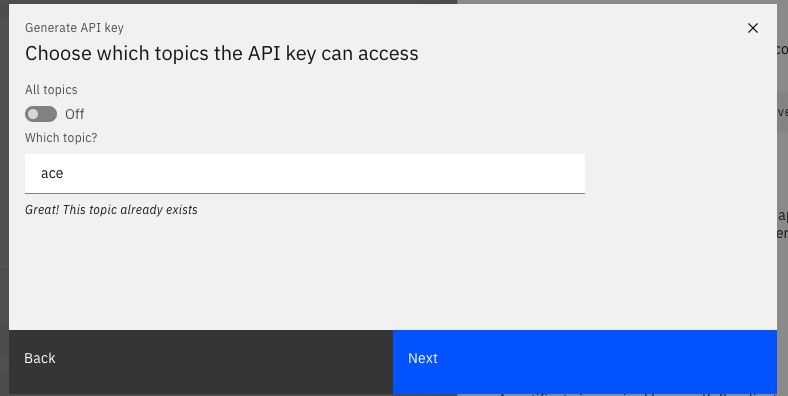 Generate API key
Choose which topics the API key can access
All topics
Off
Which topic?
ace
Great! This topic already exists
Back
Next